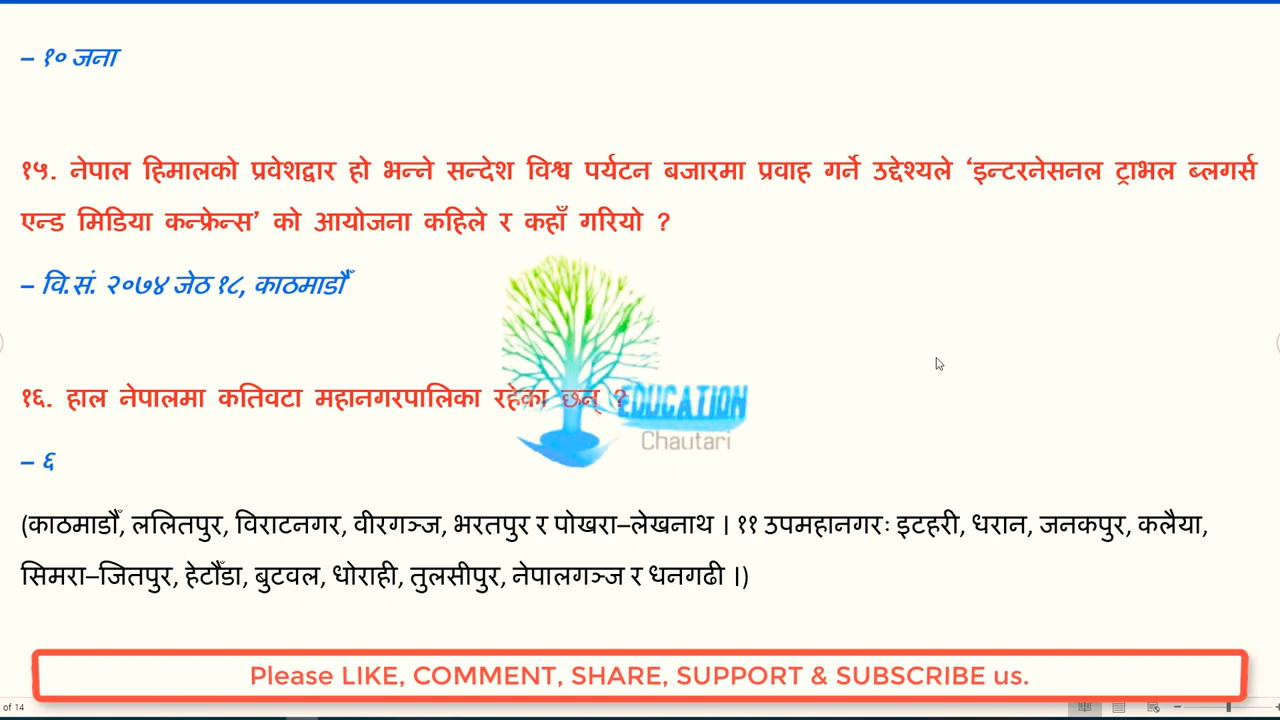 – १० जना
१५. नेपाल हिमालको प्रवेशद्वार हो भन्ने सन्देश विश्व पर्यटन बजारमा प्रवाह गर्ने उद्देश्यले ‘इन्टरनेसनल ट्राभल ब्लगर्स
एन्ड मिडिया कन्फ्रेन्स’ को आयोजना कहिले र कहाँ गरियो ?
– वि.सं. २०७४ जेठ १८, काठमाडौँ
१६. हाल नेपालमा कतिवटा महानगरपालिका रहेका छन् ?
EDUCATION
Chautari
– ६
(काठमाडौँ, ललितपुर, विराटनगर, वीरगञ्ज, भरतपुर र पोखरा–लेखनाथ । ११ उपमहानगरः इटहरी, धरान, जनकपुर, कलैया,
सिमरा–जितपुर, हेटौँडा, बुटवल, धोराही, तुलसीपुर, नेपालगञ्ज र धनगढी ।)
Please LIKE, COMMENT, SHARE, SUPPORT & SUBSCRIBE us.
of 14